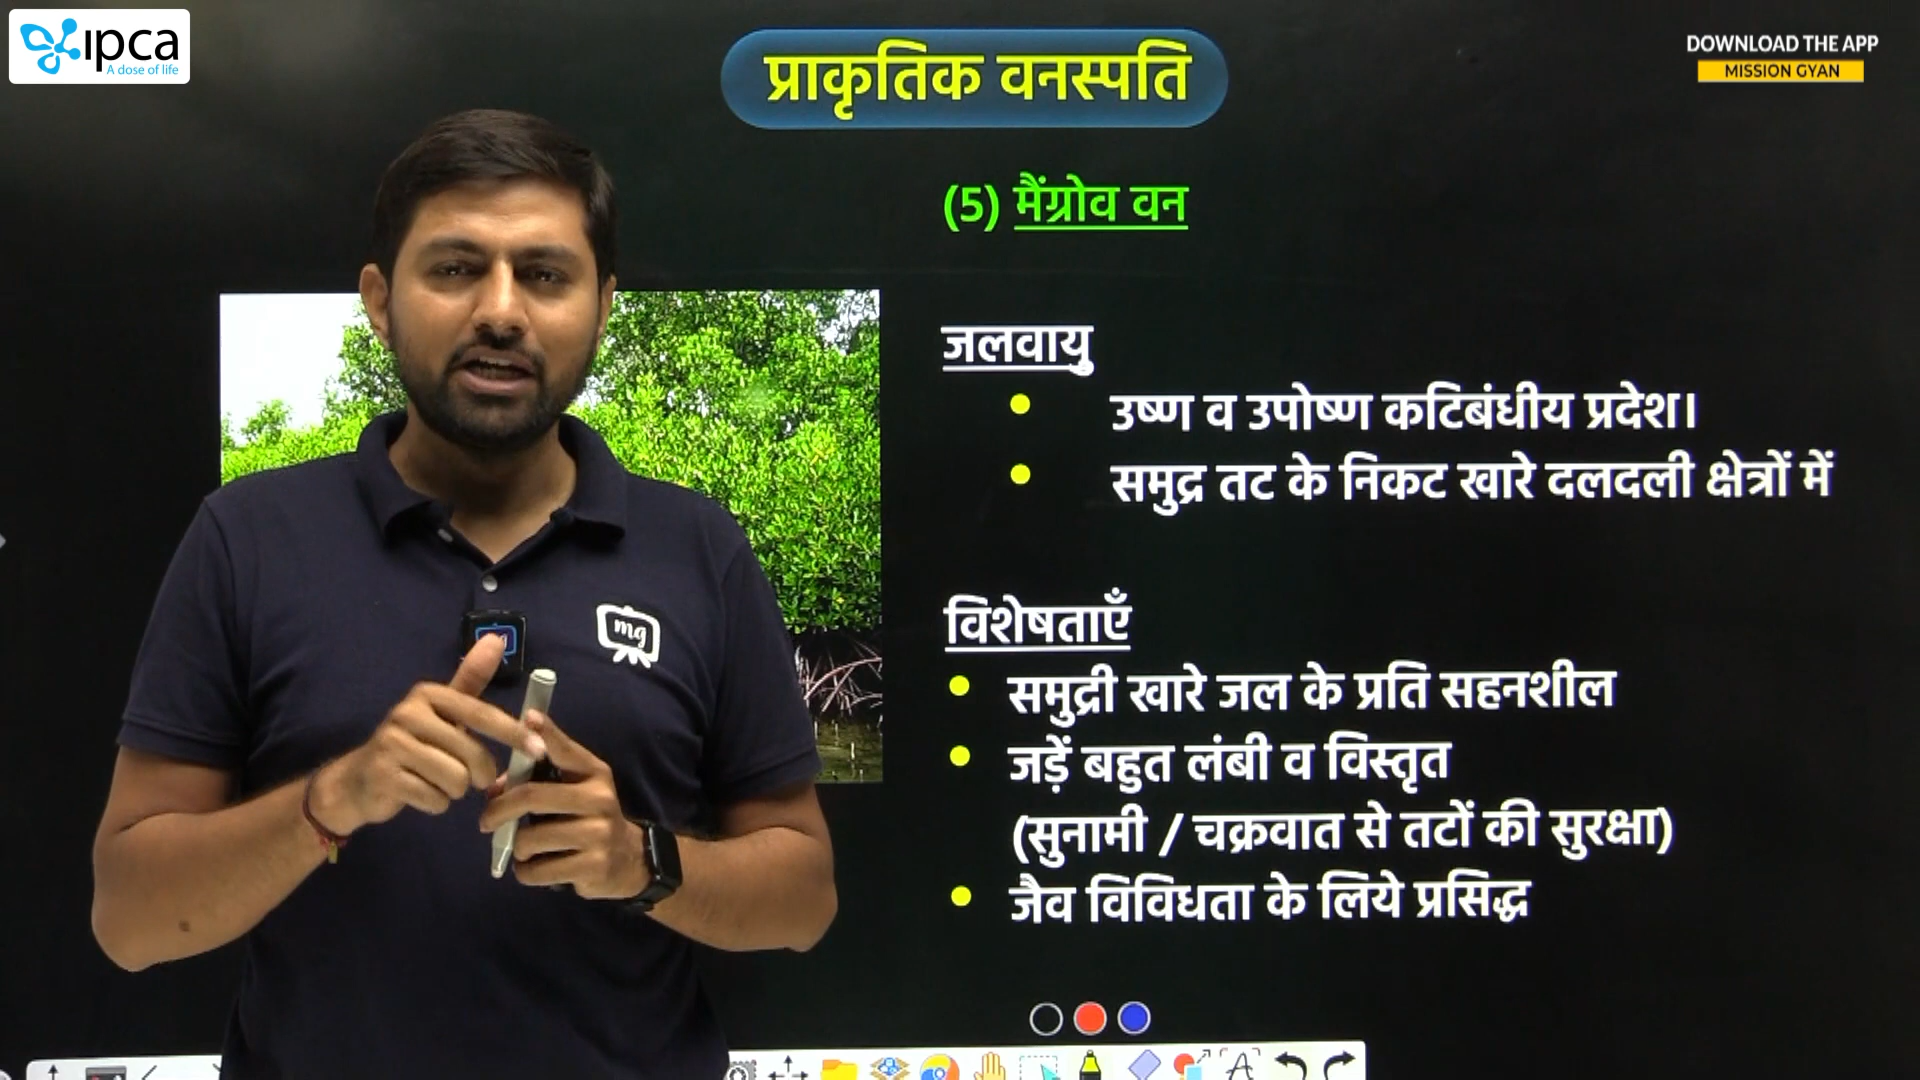 ipca
A dose of life
प्राकृतिक वनस्पति
DOWNLOAD THE APP
MISSION GYAN
(5) मैंग्रोव वन
जलवायु
• उष्ण व उपोष्ण कटिबंधीय प्रदेश।
• समुद्र तट के निकट खारे दलदली क्षेत्रों में
विशेषताएँ
• समुद्री खारे जल के प्रति सहनशील
• जड़ें बहुत लंबी व विस्तृत
(सुनामी / चक्रवात से तटों की सुरक्षा)
• जैव विविधता के लिये प्रसिद्ध
mg
A